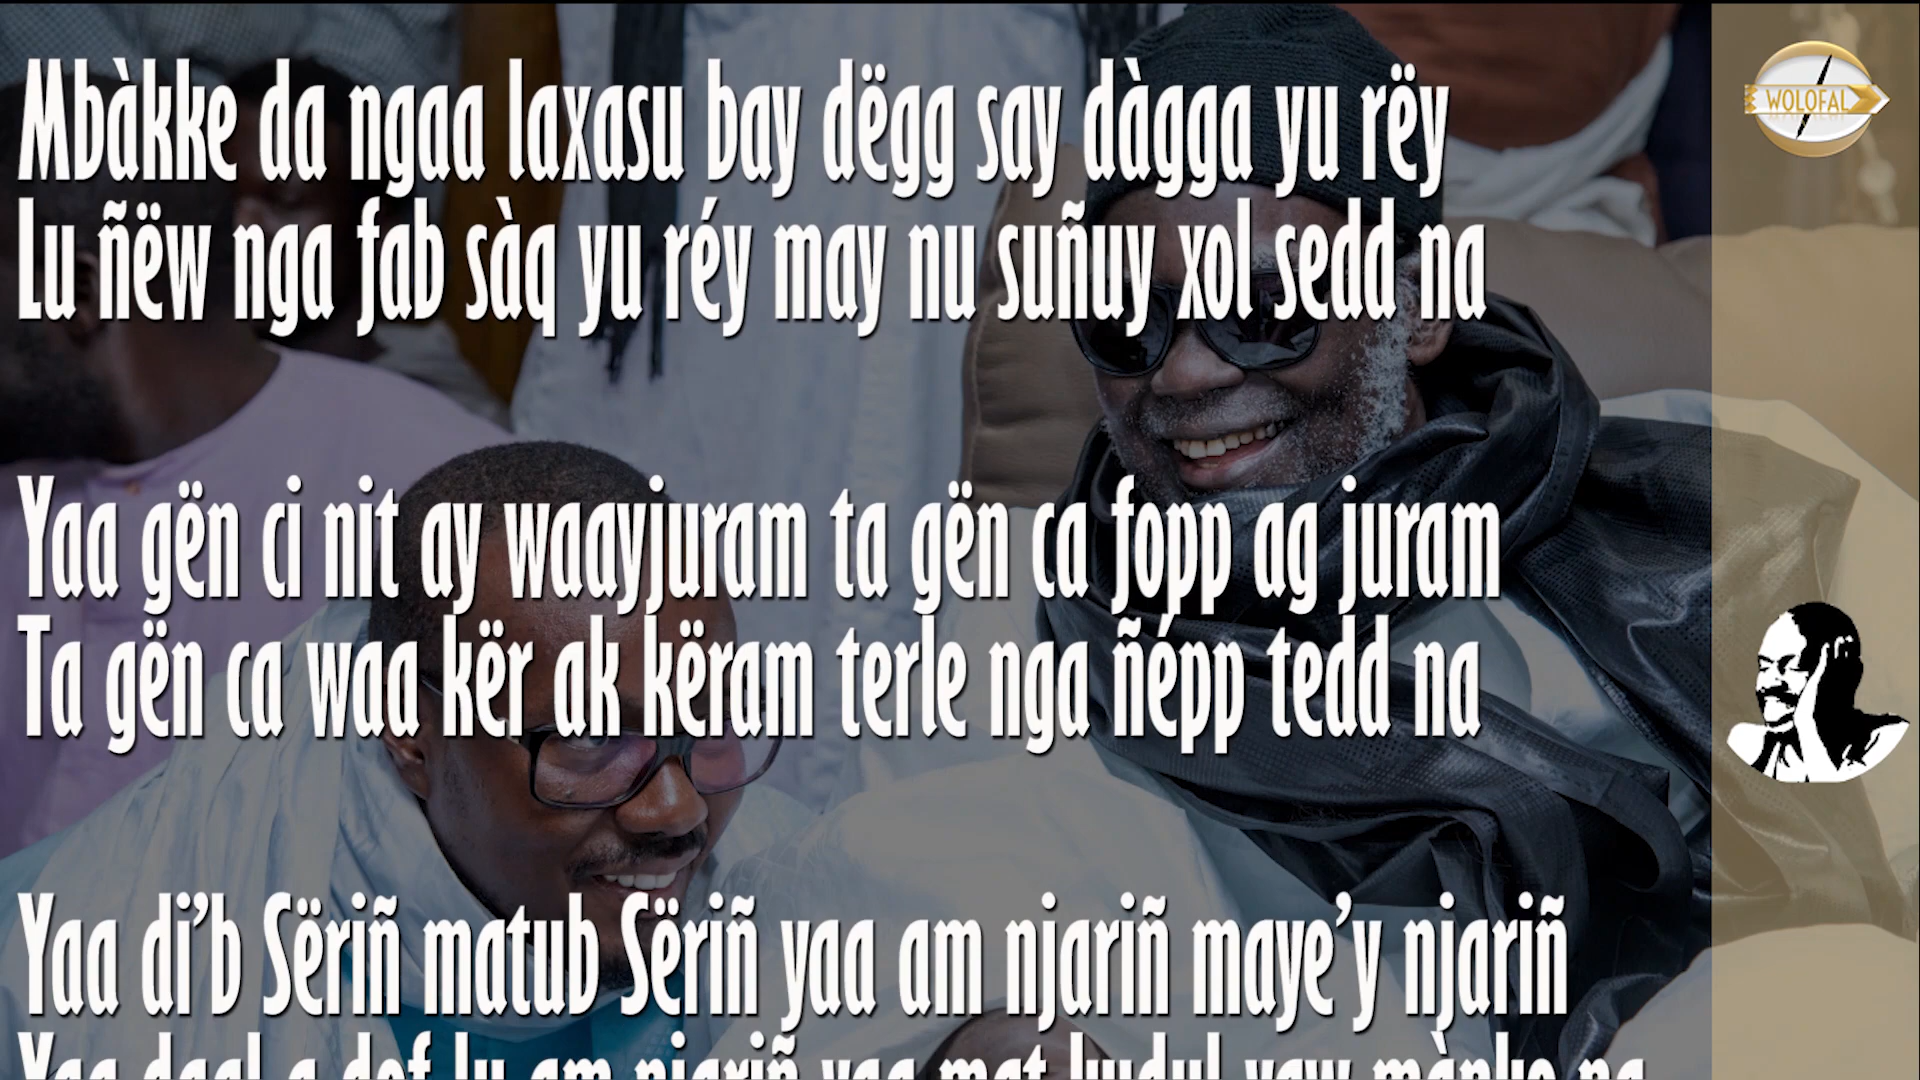 Mbàkke da ngaa laxasu bay dëgg say dàgga yu rëy
WOLOFAL
Lu ñëw nga fab sàq yu réy may nu suñuy xol sedd na
Yaa gën ci nit ay waayjuram ta gën ca fopp ag juram
Ta gën ca waa kër ak këram terle nga ñépp tedd na
Yaa di'b Sëriñ matub Sëriñ yaa am njariñ maye'y njariñ
Yaa daal a def lu am njariñ yaa mat ludul yaw mànke na